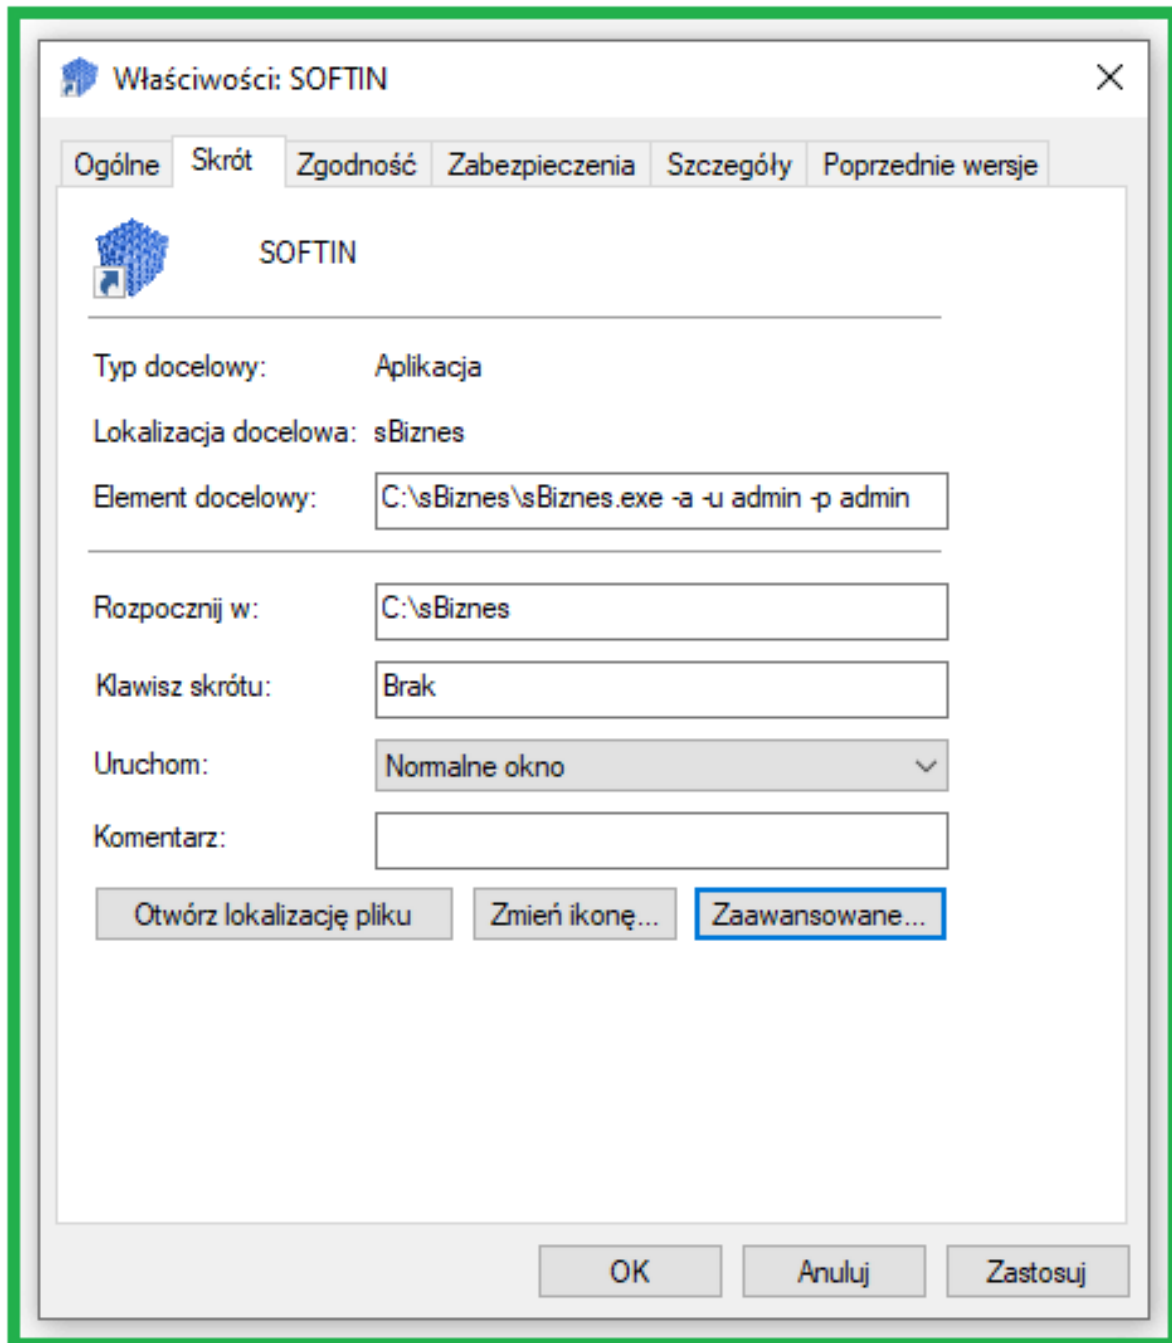 Właściwości: SOFTIN
Ogólne Skrót Zgodność Zabezpieczenia Szczegóły Poprzednie wersje
SOFTIN
Typ docelowy: Aplikacja
Lokalizacja docelowa: sBiznes
Element docelowy: C:\sBiznes\sBiznes.exe -a -u admin -p admin
Rozpocznij w: C:\sBiznes
Klawisz skrótu: Brak
Uruchom: Normalne okno
Komentarz:
Otwórz lokalizację pliku Zmień ikonę... Zaawansowane...
OK Anuluj Zastosuj